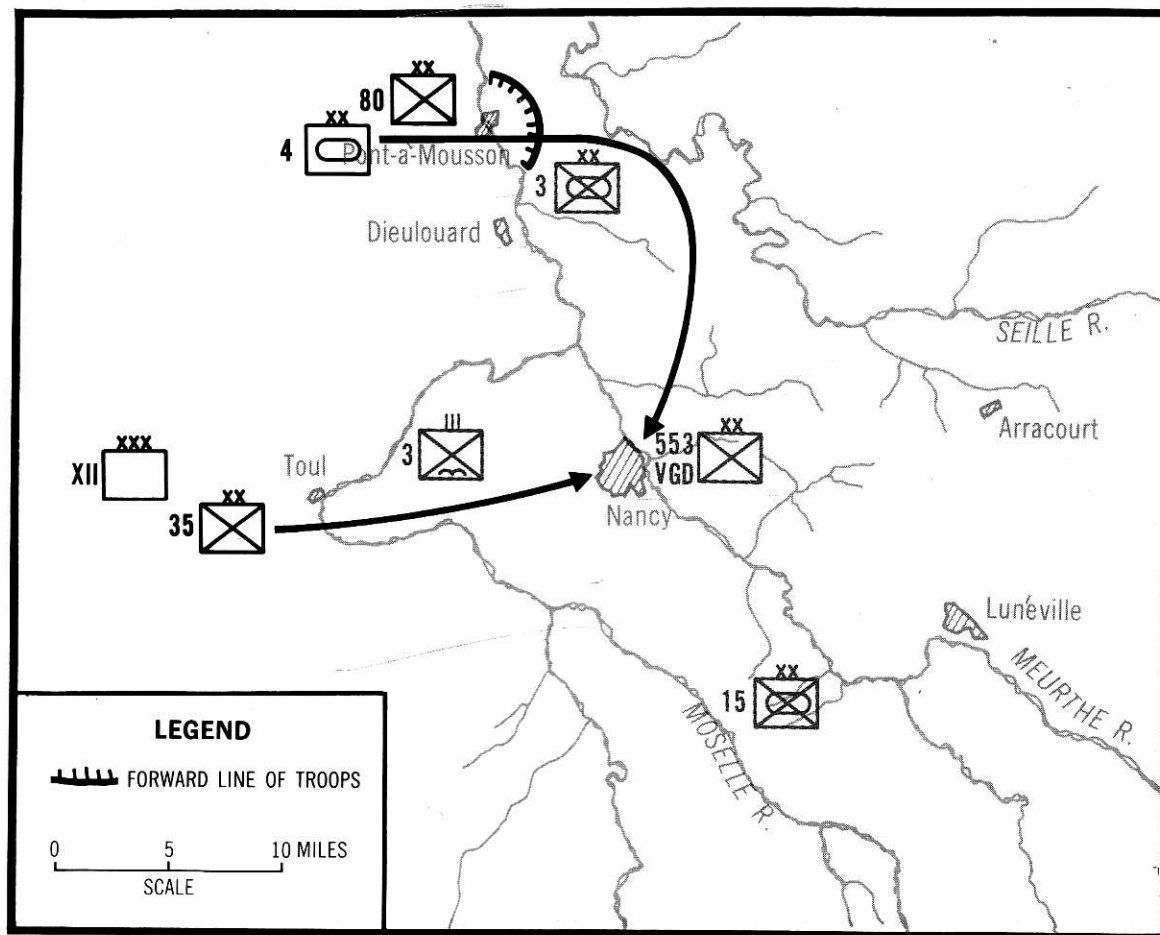 XX
80
XX
4
Pont-à-Mousson
XX
3
Dieulouard
SEILLE R.
Arracourt
III
3
XX
553
VGD
XXX
XII
Toul
XX
35
Nancy
Lunéville
MEURTHE R.
XX
15
MOSELLE R.
LEGEND
FORWARD LINE OF TROOPS
0 5 10 MILES
SCALE